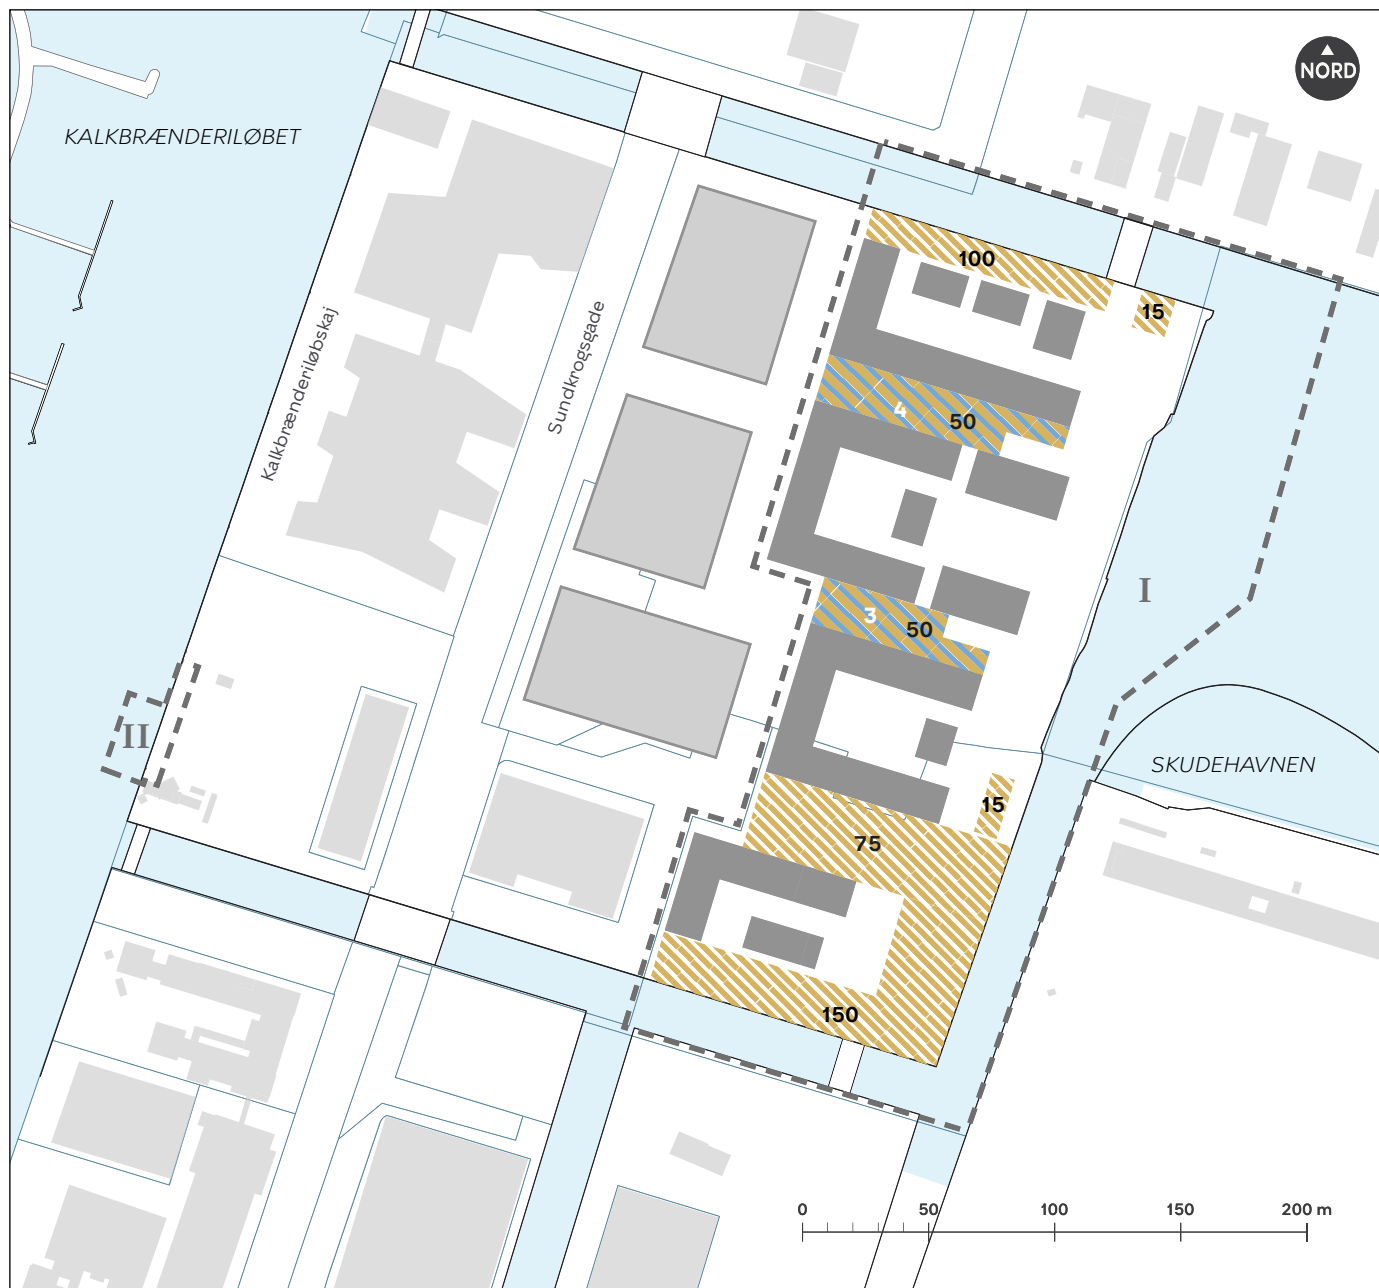 NORD
KALKBRÆNDERILØBET
100
15
Kalkbrænderiløbskaj
Sundkrogsgade
4
50
I
3
50
II
SKUDEHAVNEN
15
75
150
0 50 100 150 200 m